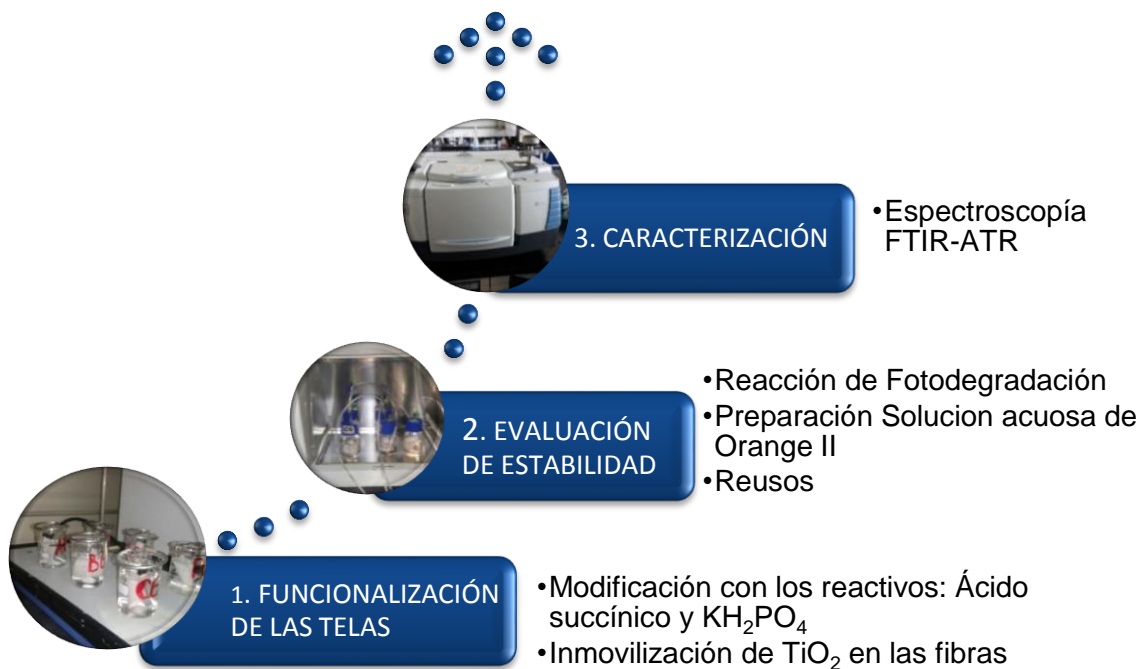 3. CARACTERIZACIÓN
•Espectroscopía
FTIR-ATR
2. EVALUACIÓN
DE ESTABILIDAD
•Reacción de Fotodegradación
•Preparación Solucion acuosa de
Orange II
•Reusos
1. FUNCIONALIZACIÓN
DE LAS TELAS
•Modificación con los reactivos: Ácido
succínico y KH₂PO₄
•Inmovilización de TiO₂ en las fibras